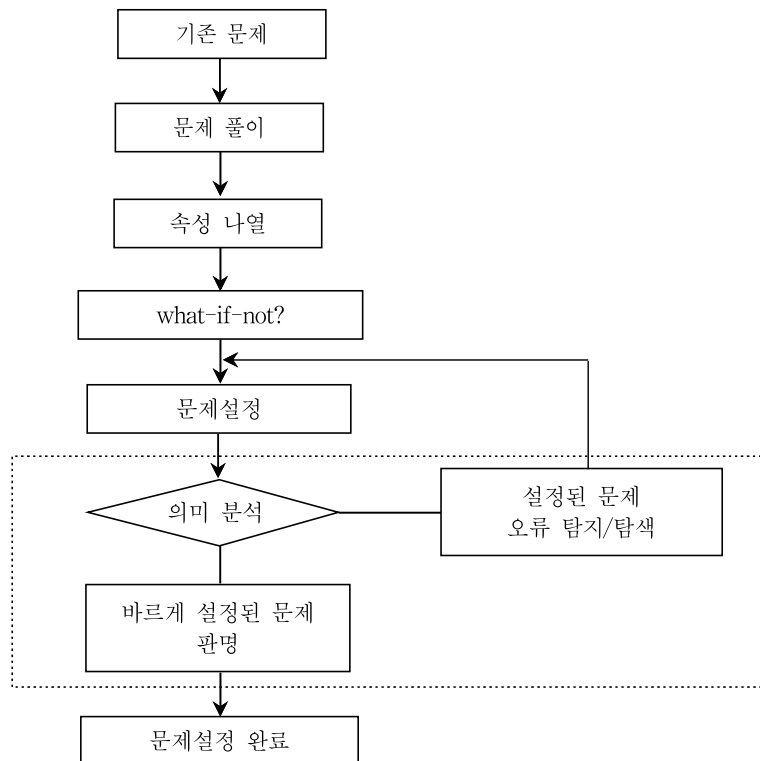 기존 문제
문제 풀이
속성 나열
what-if-not?
문제설정
의미 분석
설정된 문제
오류 탐지/탐색
바르게 설정된 문제
판명
문제설정 완료